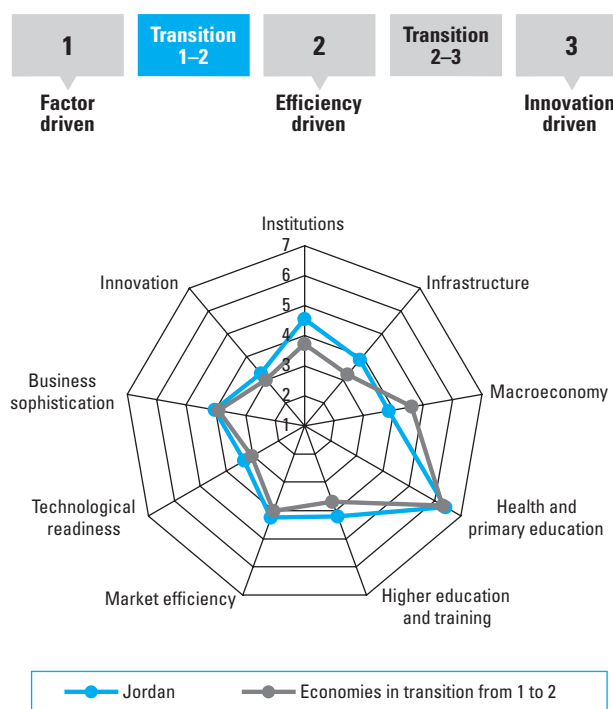 1
Transition
1–2
2
Transition
2–3
3
Factor
driven
Efficiency
driven
Innovation
driven
Institutions
7
6
5
4
3
2
1
Infrastructure
Macroeconomy
Health and
primary education
Higher education
and training
Market efficiency
Technological
readiness
Business
sophistication
Innovation
Jordan
Economies in transition from 1 to 2